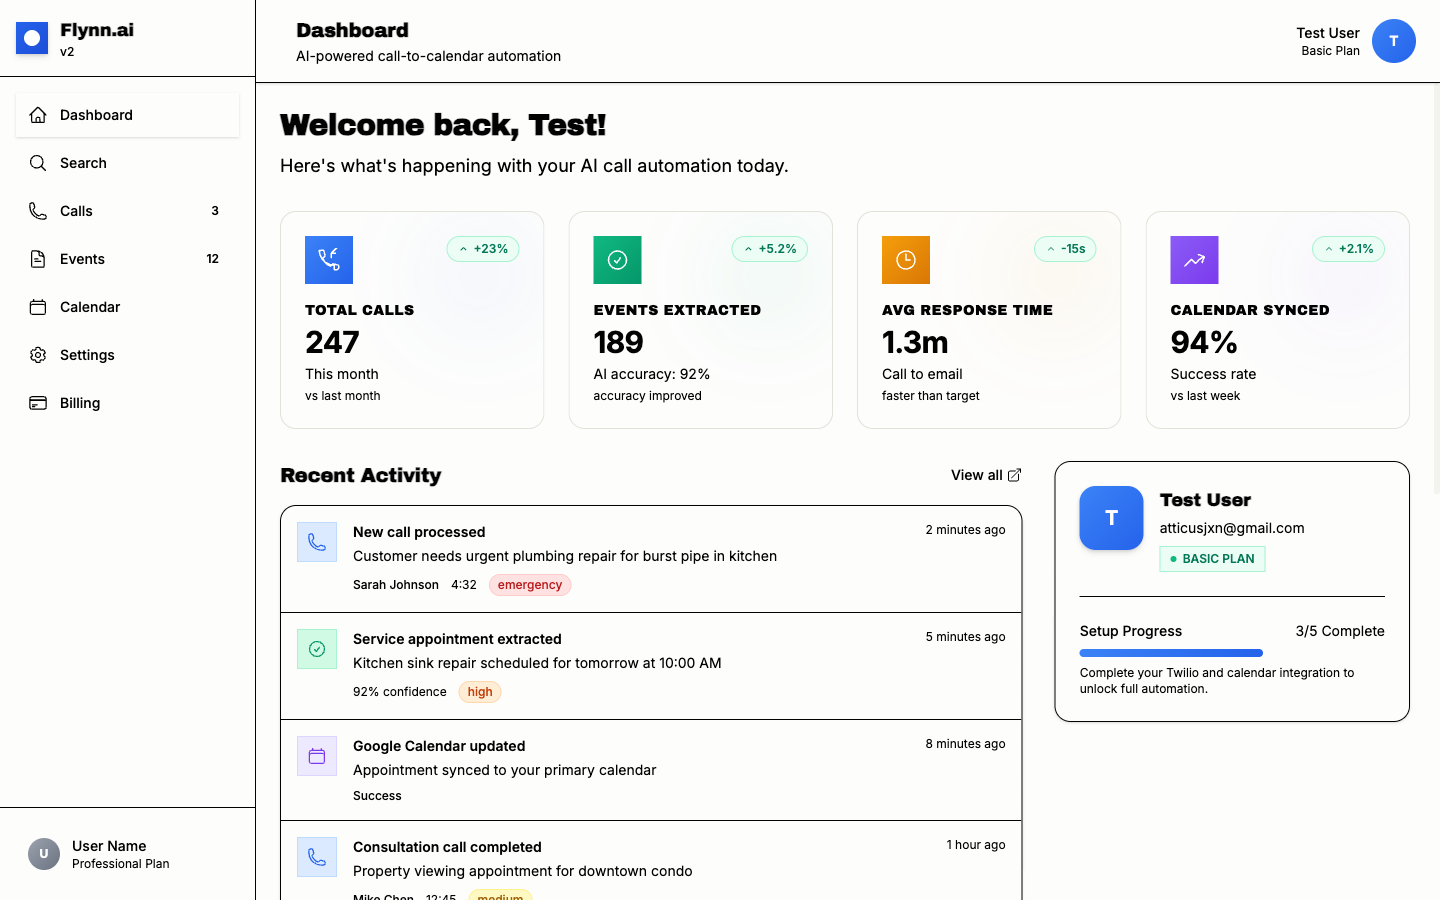 Flynn.ai
v2
Dashboard
Search
Calls 3
Events 12
Calendar
Settings
Billing
U
User Name
Professional Plan
Dashboard
AI-powered call-to-calendar automation
Test User
Basic Plan
T
Welcome back, Test!
Here's what's happening with your AI call automation today.
+23%
TOTAL CALLS
247
This month
vs last month
+5.2%
EVENTS EXTRACTED
189
AI accuracy: 92%
accuracy improved
-15s
AVG RESPONSE TIME
1.3m
Call to email
faster than target
+2.1%
CALENDAR SYNCED
94%
Success rate
vs last week
Recent Activity
View all
New call processed
2 minutes ago
Customer needs urgent plumbing repair for burst pipe in kitchen
Sarah Johnson 4:32 emergency
Service appointment extracted
5 minutes ago
Kitchen sink repair scheduled for tomorrow at 10:00 AM
92% confidence high
Google Calendar updated
8 minutes ago
Appointment synced to your primary calendar
Success
Consultation call completed
1 hour ago
Property viewing appointment for downtown condo
Mike Chen 12:45 medium
T
Test User
atticusjxn@gmail.com
BASIC PLAN
Setup Progress 3/5 Complete
Complete your Twilio and calendar integration to
unlock full automation.